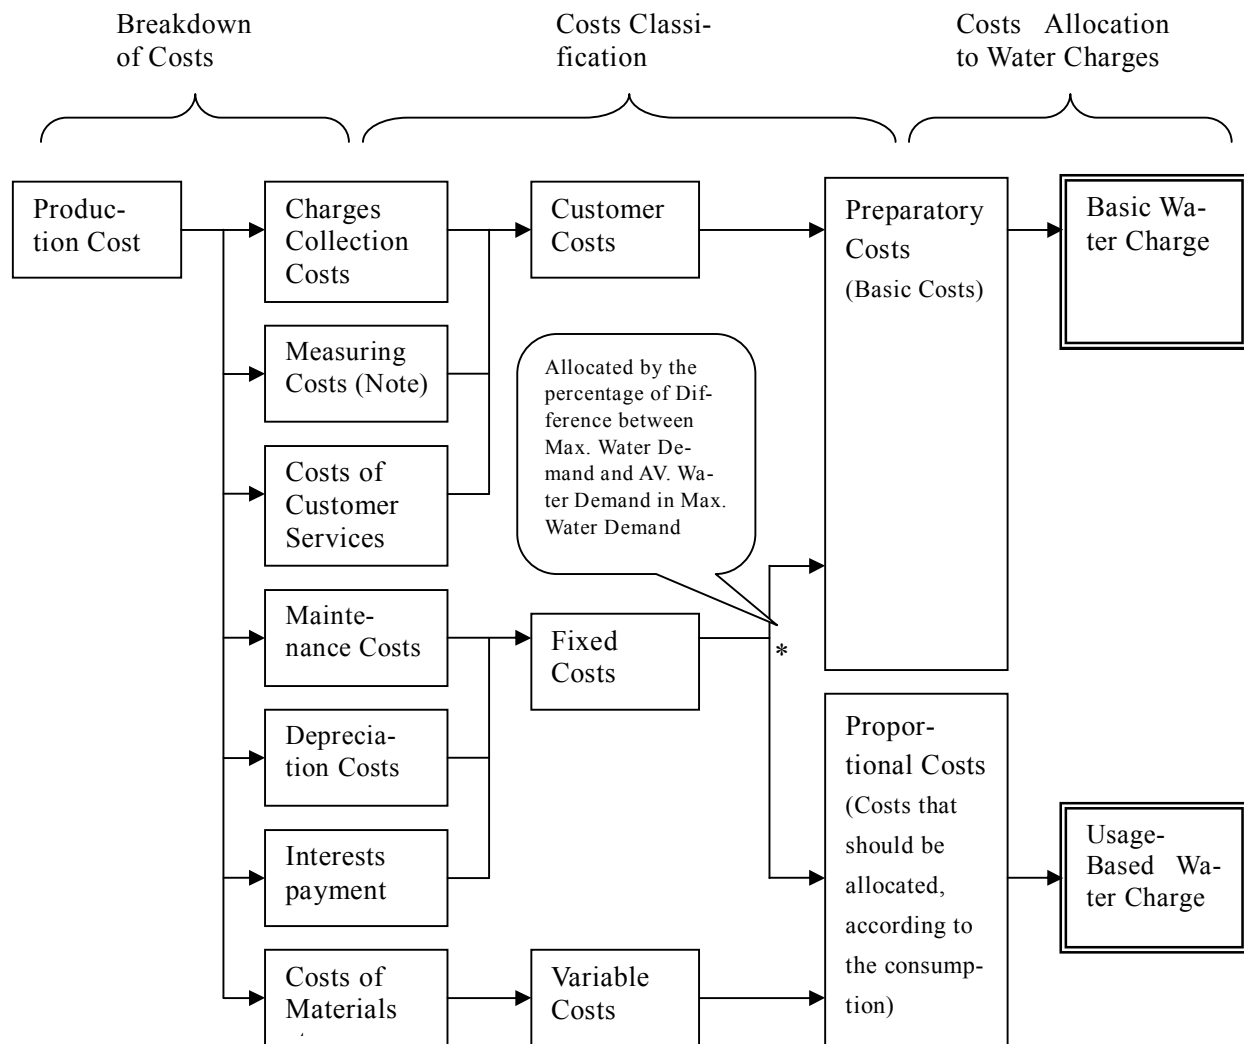 Breakdown
of Costs
Costs Classi-
fication
Costs Allocation
to Water Charges
Produc-
tion Cost
Charges
Collection
Costs
Measuring
Costs (Note)
Costs of
Customer
Services
Mainte-
nance Costs
Deprecia-
tion Costs
Interests
payment
Costs of
Materials
Customer
Costs
Allocated by the
percentage of Dif-
ference between
Max. Water De-
mand and AV. Wa-
ter Demand in Max.
Water Demand
Fixed
Costs
*
Variable
Costs
Preparatory
Costs
(Basic Costs)
Propor-
tional Costs
(Costs that
should be
allocated,
according to
the consump-
tion)
Basic Wa-
ter Charge
Usage-
Based Wa-
ter Charge